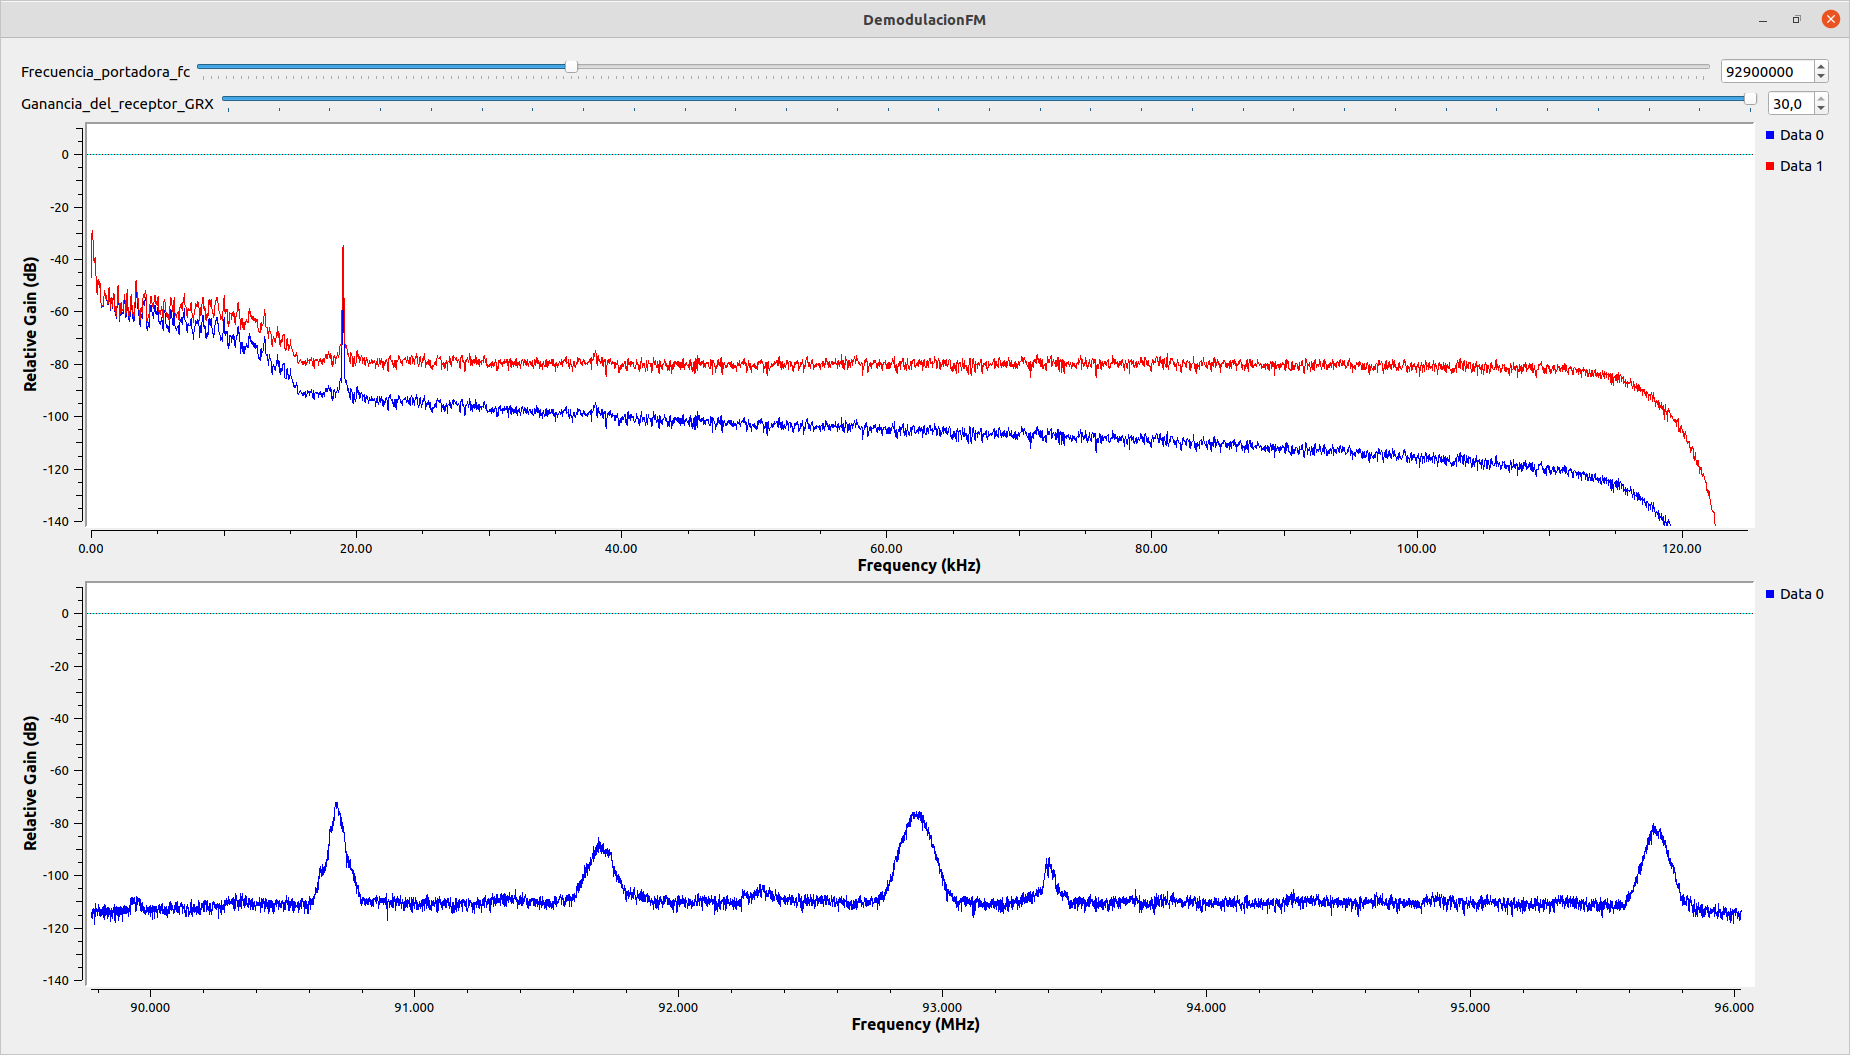 DemodulacionFM
Frecuencia_portadora_fc
92900000
Ganancia_del_receptor_GRX
30,0
Relative Gain (dB)
0
-20
-40
-60
-80
-100
-120
-140
0.00 20.00 40.00 60.00 80.00 100.00 120.00
Frequency (kHz)
Data 0
Data 1
Relative Gain (dB)
0
-20
-40
-60
-80
-100
-120
-140
90.000 91.000 92.000 93.000 94.000 95.000 96.000
Frequency (MHz)
Data 0